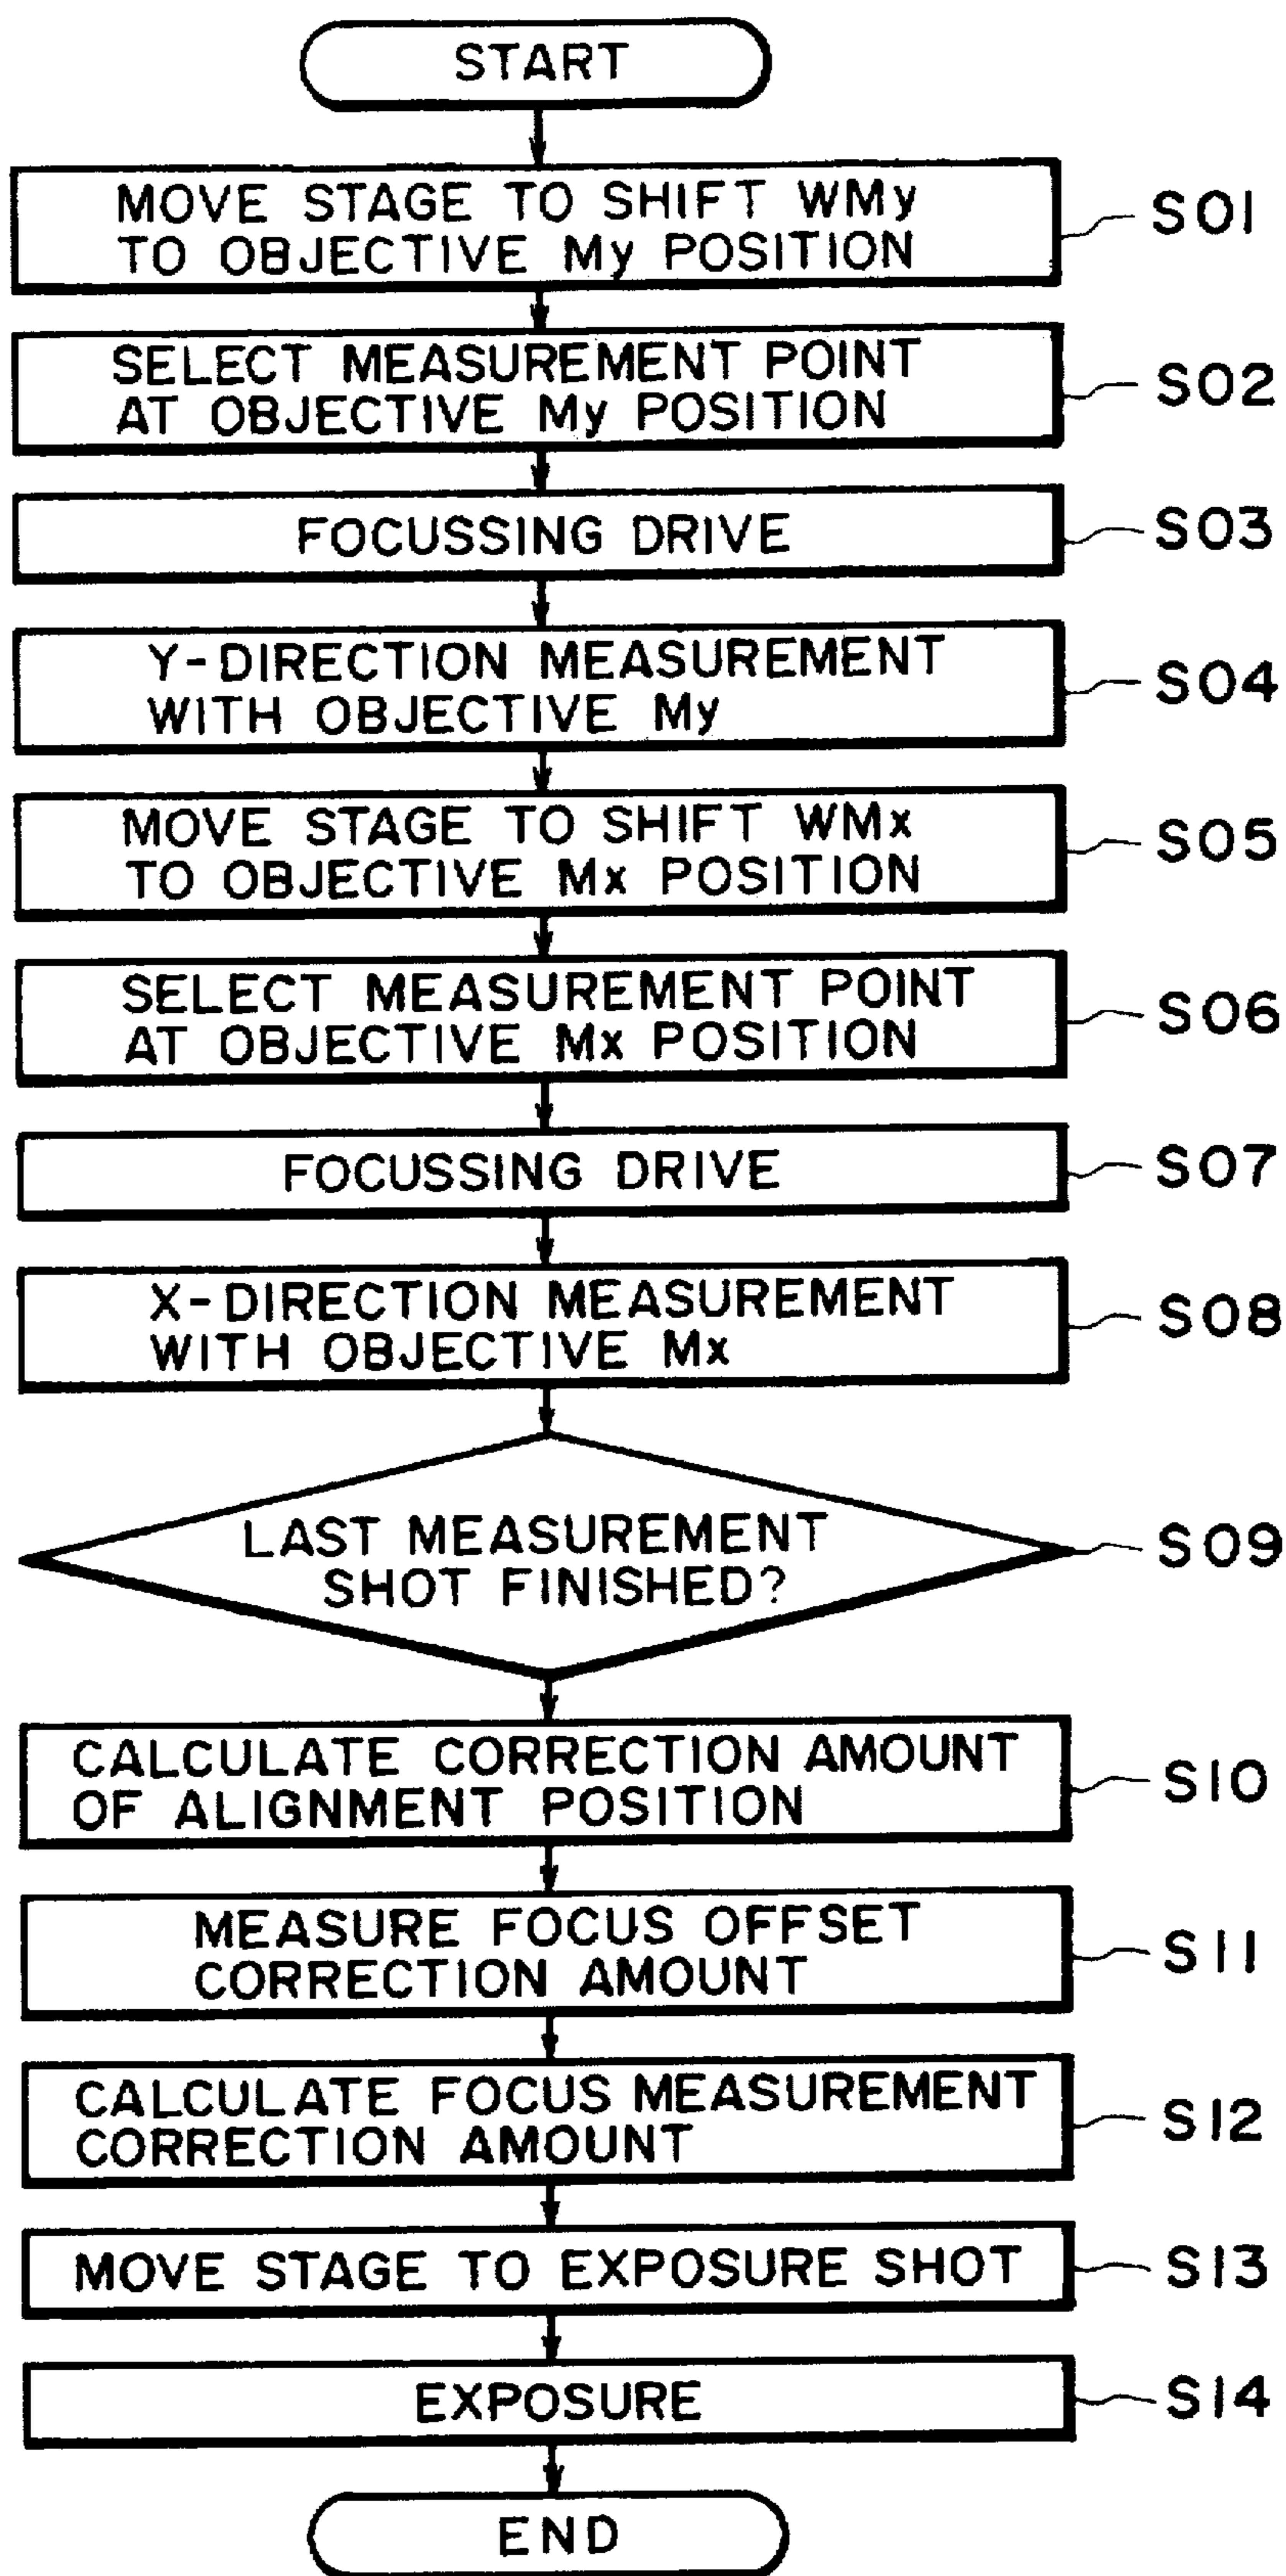 START
MOVE STAGE TO SHIFT WMy
TO OBJECTIVE My POSITION
S01
SELECT MEASUREMENT POINT
AT OBJECTIVE My POSITION
S02
FOCUSSING DRIVE
S03
Y-DIRECTION MEASUREMENT
WITH OBJECTIVE My
S04
MOVE STAGE TO SHIFT WMx
TO OBJECTIVE Mx POSITION
S05
SELECT MEASUREMENT POINT
AT OBJECTIVE Mx POSITION
S06
FOCUSSING DRIVE
S07
X-DIRECTION MEASUREMENT
WITH OBJECTIVE Mx
S08
LAST MEASUREMENT
SHOT FINISHED?
S09
CALCULATE CORRECTION AMOUNT
OF ALIGNMENT POSITION
S10
MEASURE FOCUS OFFSET
CORRECTION AMOUNT
S11
CALCULATE FOCUS MEASUREMENT
CORRECTION AMOUNT
S12
MOVE STAGE TO EXPOSURE SHOT
S13
EXPOSURE
S14
END